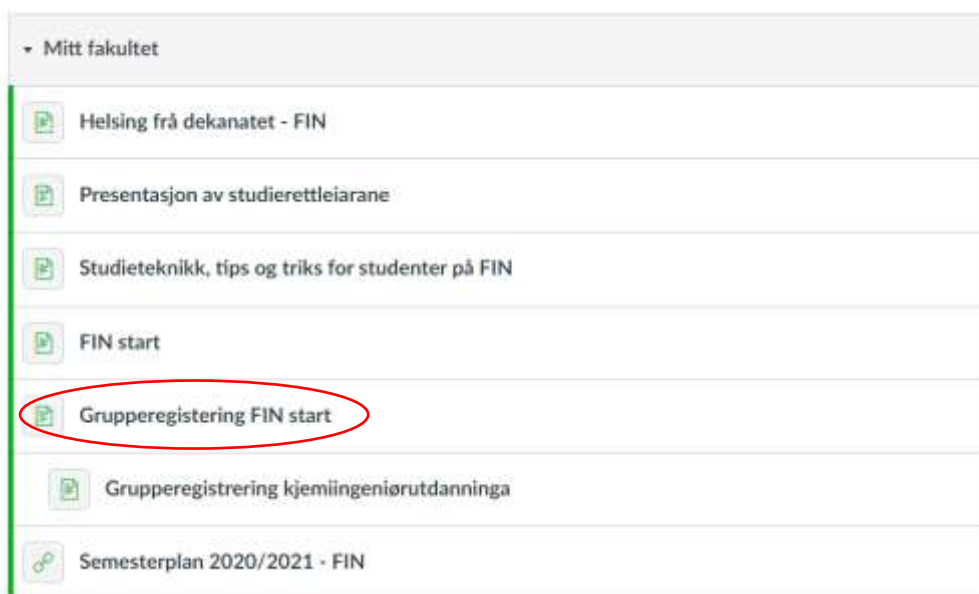 Mitt fakultet
Helsing frå dekanatet - FIN
Presentasjon av studierettleiarane
Studieteknikk, tips og triks for studenter på FIN
FIN start
Grupperegistering FIN start
Grupperegistrering kjemiingeniørutdanninga
Semesterplan 2020/2021 - FIN